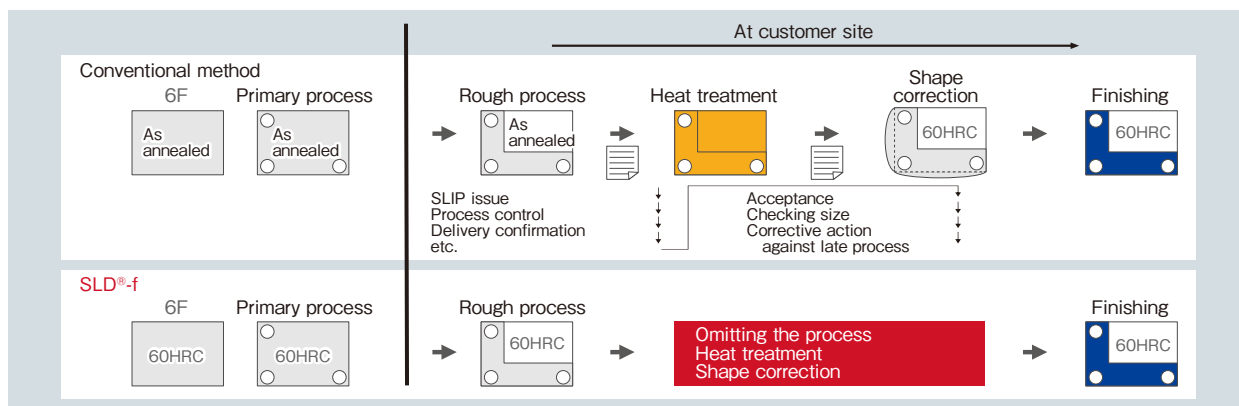 At customer site
Conventional method
6F
Primary process
Rough process
Heat treatment
Shape
correction
Finishing
As
annealed
As
annealed
As
annealed
60HRC
60HRC
SLIP issue
Process control
Delivery confirmation
etc.
Acceptance
Checking size
Corrective action
against late process
SLD®-f
6F
Primary process
Rough process
Finishing
60HRC
60HRC
60HRC
Omitting the process
Heat treatment
Shape correction
60HRC